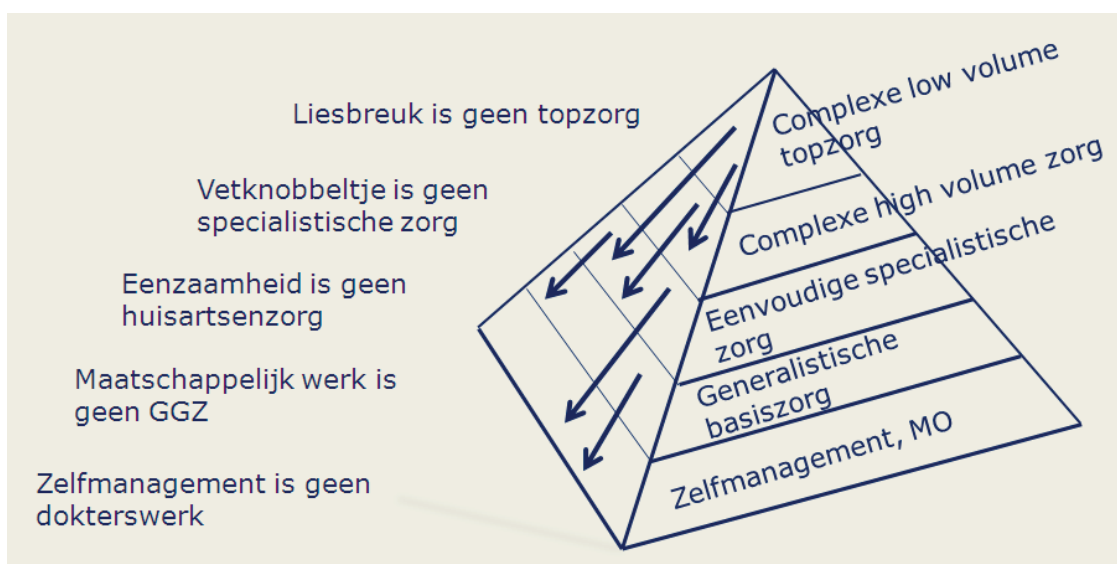 Liesbreuk is geen topzorg
Vetknobbeltje is geen
specialistische zorg
Eenzaamheid is geen
huisartsenzorg
Maatschappelijk werk is
geen GGZ
Zelfmanagement is geen
dokterswerk
Complexe low volume
topzorg
Complexe high volume zorg
Eenvoudige specialistische
zorg
Generalistische
basiszorg
Zelfmanagement, MO